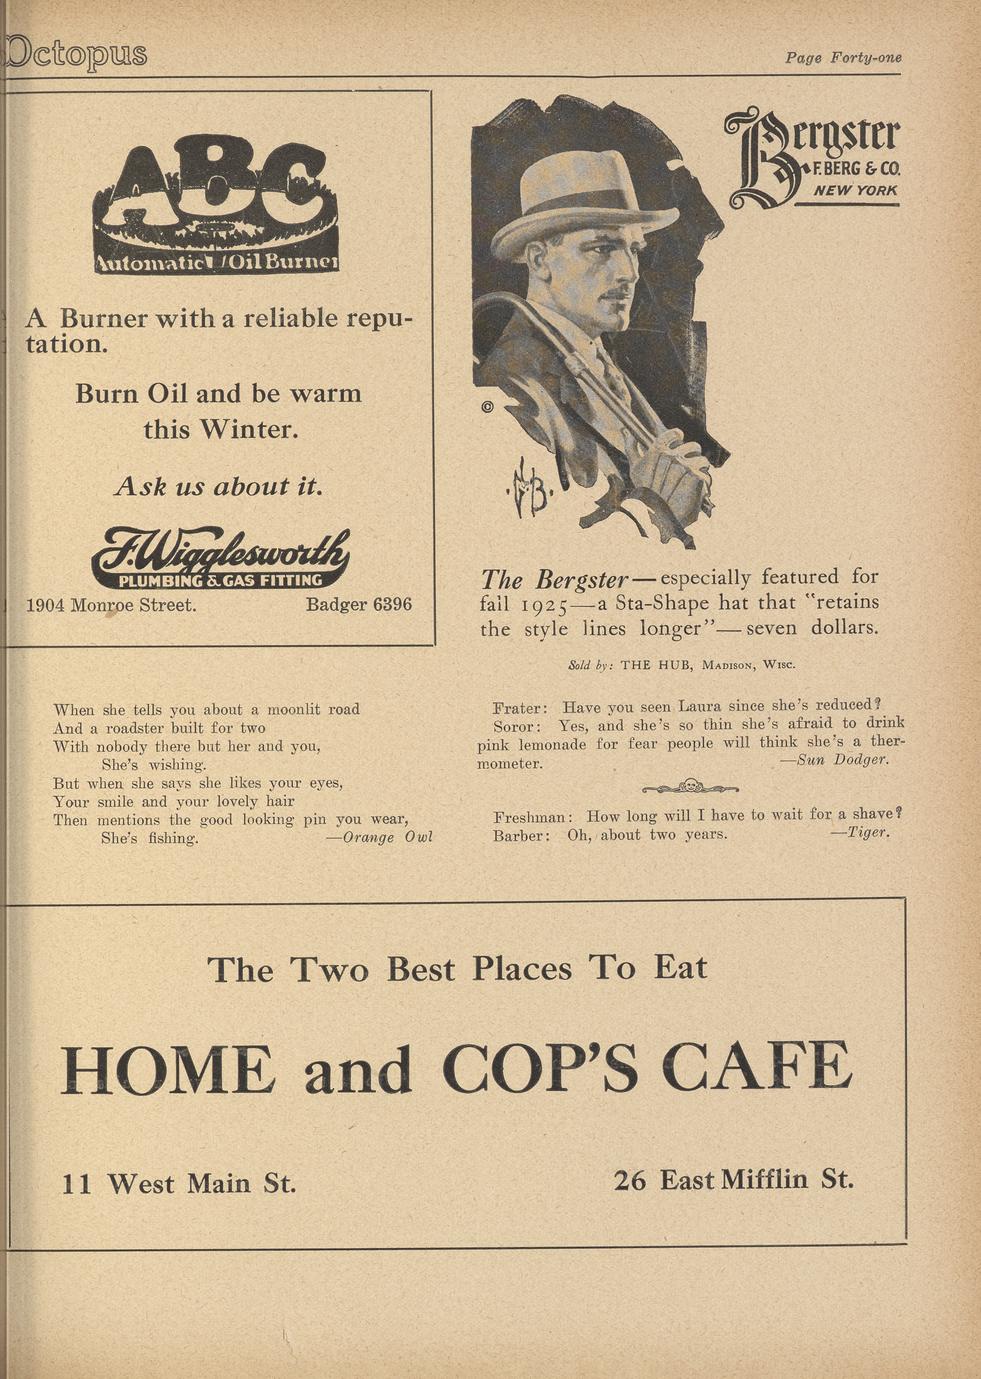 Octopus
Page Forty-one
ABC
Automatic Oil Burner
A Burner with a reliable repu-
tation.
Burn Oil and be warm
this Winter.
Ask us about it.
F. Wigglesworth
PLUMBING & GAS FITTING
1904 Monroe Street. Badger 6396
Bergster
F. BERG & CO.
NEW YORK
©
The Bergster—especially featured for
fall 1925—a Sta-Shape hat that "retains
the style lines longer"—seven dollars.
Sold by: THE HUB, MADISON, WISC.
When she tells you about a moonlit road
And a roadster built for two
With nobody there but her and you,
She's wishing.
But when she says she likes your eyes,
Your smile and your lovely hair
Then mentions the good looking pin you wear,
She's fishing. —Orange Owl
Frater: Have you seen Laura since she's reduced?
Soror: Yes, and she's so thin she's afraid to drink
pink lemonade for fear people will think she's a ther-
mometer. —Sun Dodger.
Freshman: How long will I have to wait for a shave?
Barber: Oh, about two years. —Tiger.
The Two Best Places To Eat
HOME and COP'S CAFE
11 West Main St. 26 East Mifflin St.